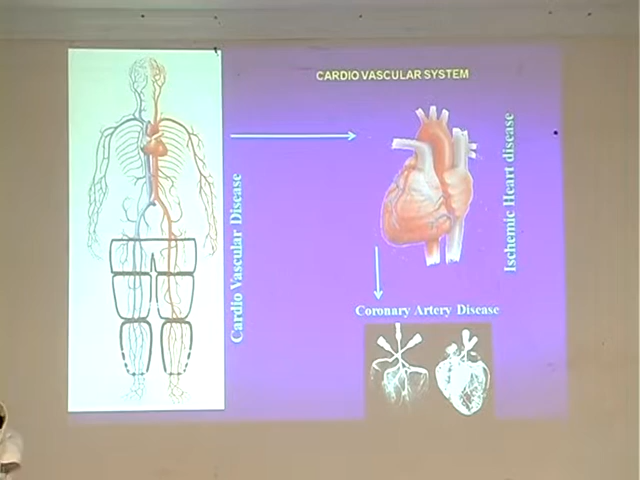 CARDIO VASCULAR SYSTEM
Cardio Vascular Disease
Ischemic Heart disease
Coronary Artery Disease